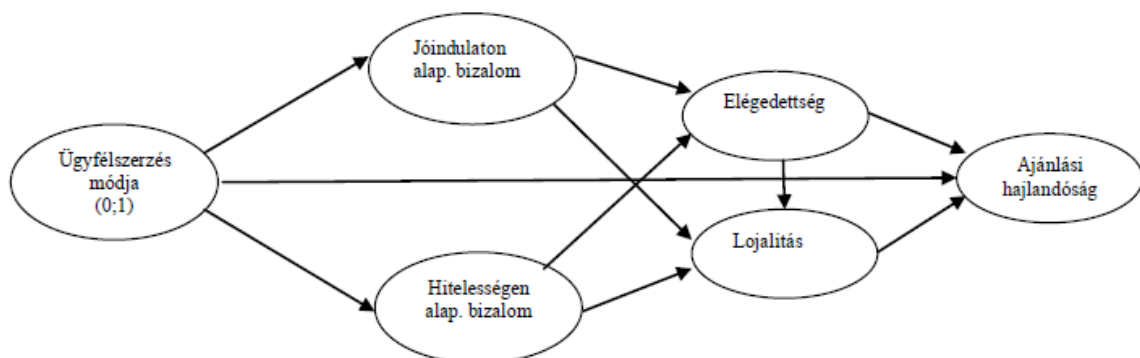 Jóindulaton
alap. bizalom
Elégedettség
Ügyfélszerzés
módja
(0;1)
Ajánlási
hajlandóság
Lojalitás
Hitelességen
alap. bizalom